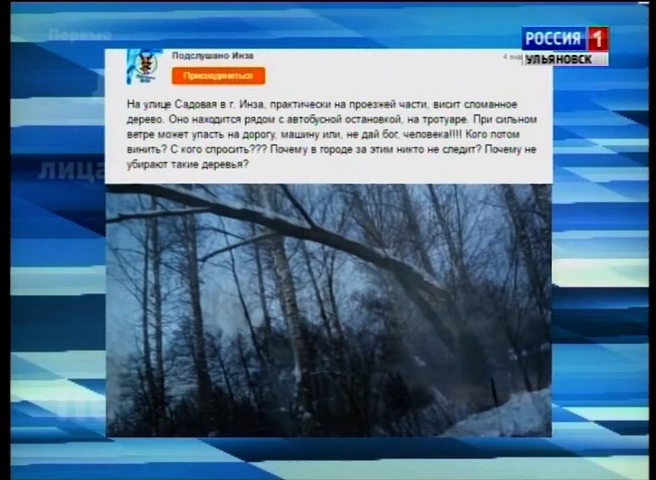 Первые
РОССИЯ 1
УЛЬЯНОВСК
Подслушано Инза
Присоединиться
На улице Садовая в г. Инза, практически на проезжей части, висит сломанное
дерево. Оно находится рядом с автобусной остановкой, на тротуаре. При сильном
ветре может упасть на дорогу, машину или, не дай бог, человека!!!! Кого потом
винить? С кого спросить??? Почему в городе за этим никто не следит? Почему не
убирают такие деревья?
лица